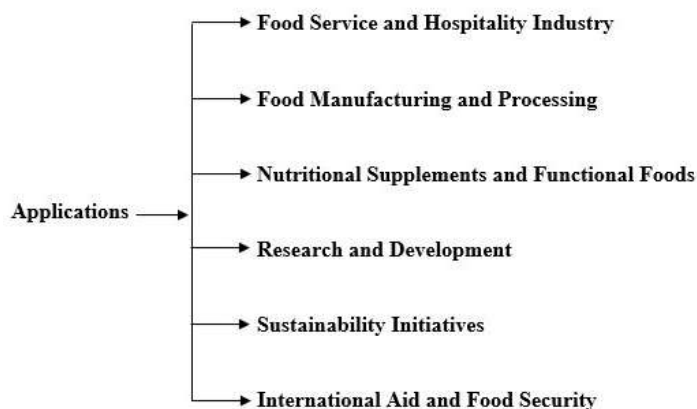 Food Service and Hospitality Industry
Food Manufacturing and Processing
Nutritional Supplements and Functional Foods
Applications
Research and Development
Sustainability Initiatives
International Aid and Food Security